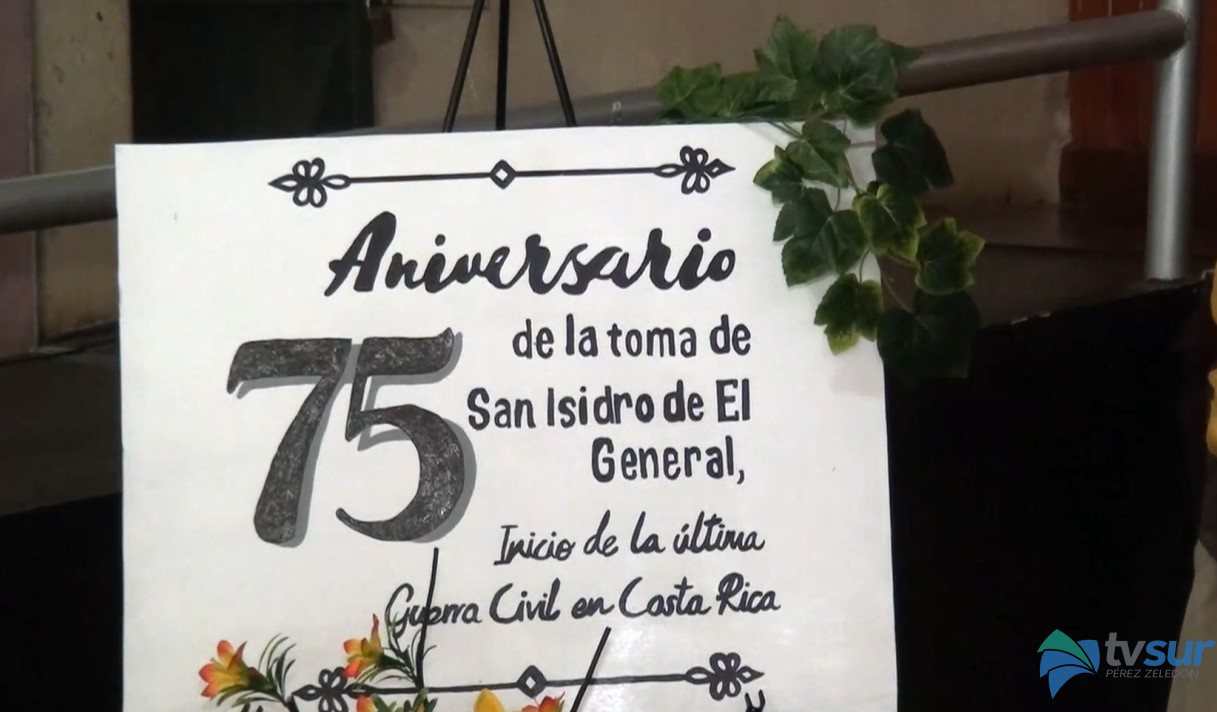 Aniversario
75
de la toma de
San Isidro de El
General,
Inicio de la última
Guerra Civil en Costa Rica
tvsur
PÉREZ ZELEDÓN